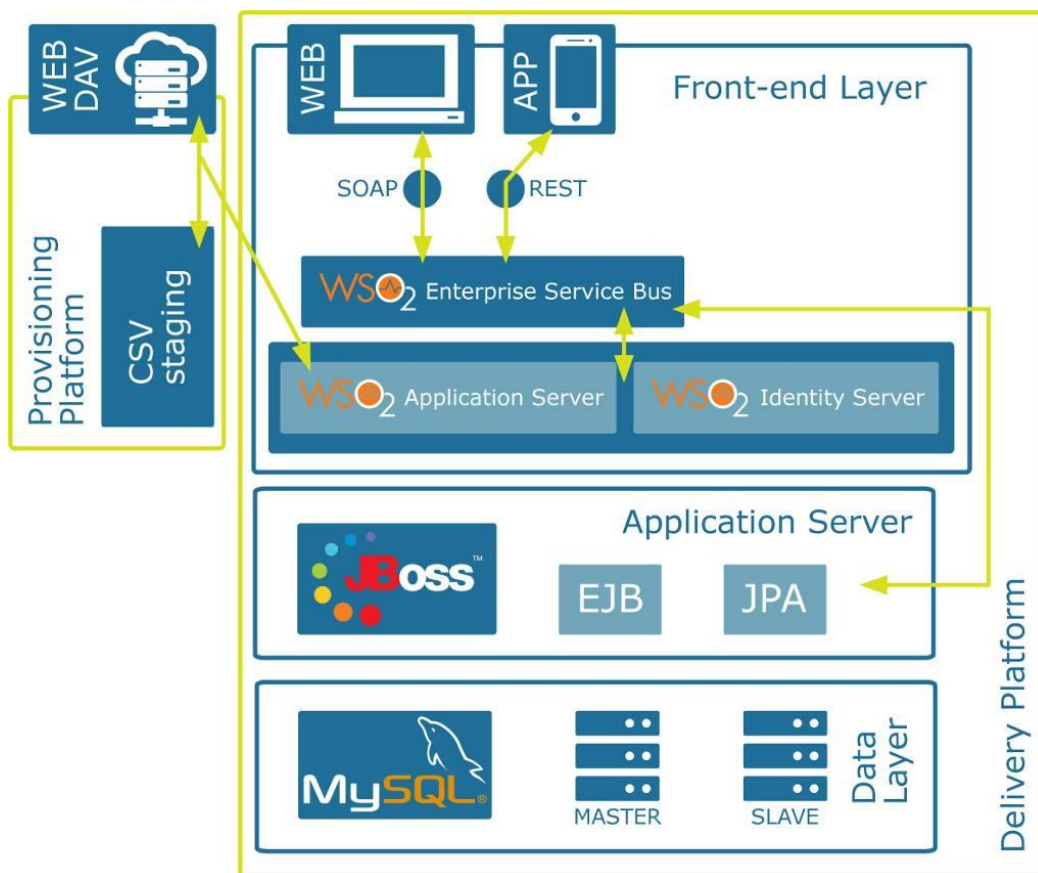 WEB
DAV
Provisioning
Platform
CSV
staging
WEB
APP
Front-end Layer
SOAP
REST
WSO2 Enterprise Service Bus
WSO2 Application Server
WSO2 Identity Server
Application Server
JBoss™
EJB
JPA
MySQL®
MASTER
SLAVE
Data
Layer
Delivery Platform